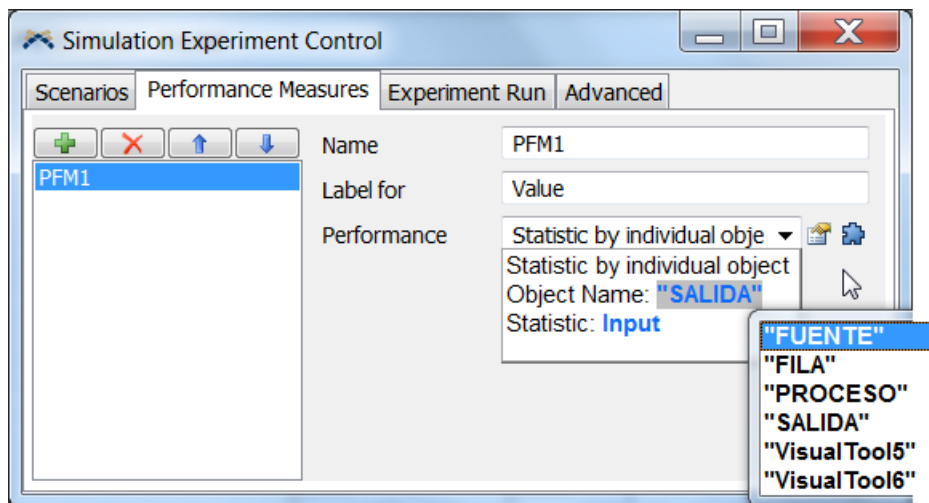 Simulation Experiment Control
Scenarios Performance Measures Experiment Run Advanced
PFM1
Name PFM1
Label for Value
Performance Statistic by individual obje
Statistic by individual object
Object Name: "SALIDA"
Statistic: Input
"FUENTE"
"FILA"
"PROCESO"
"SALIDA"
"VisualTool5"
"VisualTool6"